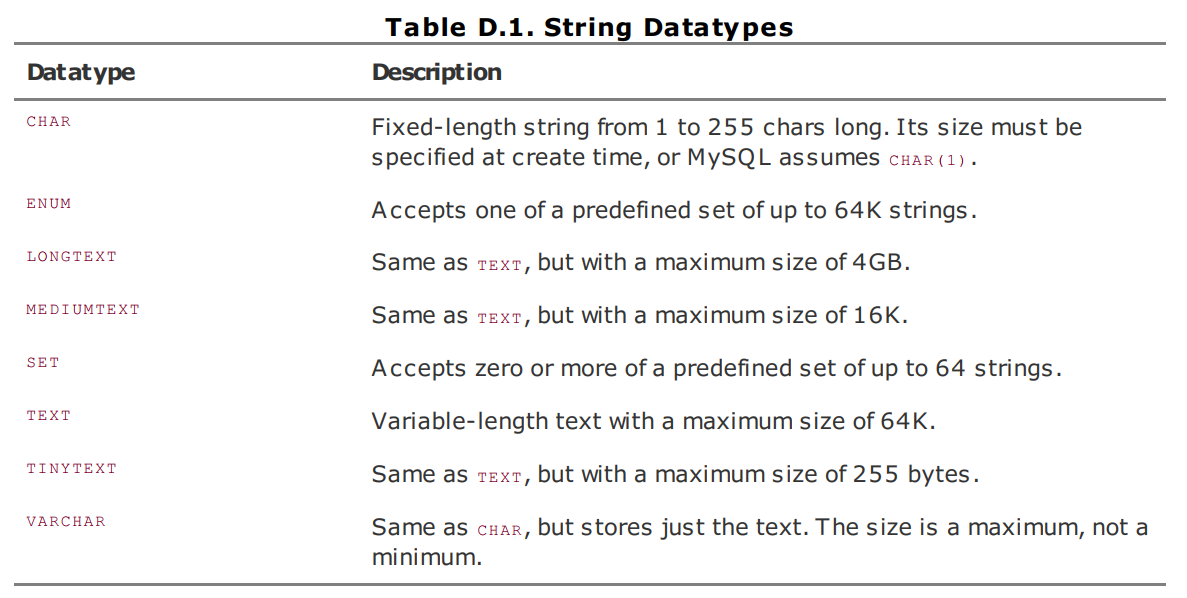 Table D.1. String Datatypes
Datatype Description
CHAR Fixed-length string from 1 to 255 chars long. Its size must be
specified at create time, or MySQL assumes CHAR(1).
ENUM Accepts one of a predefined set of up to 64K strings.
LONGTEXT Same as TEXT, but with a maximum size of 4GB.
MEDIUMTEXT Same as TEXT, but with a maximum size of 16K.
SET Accepts zero or more of a predefined set of up to 64 strings.
TEXT Variable-length text with a maximum size of 64K.
TINYTEXT Same as TEXT, but with a maximum size of 255 bytes.
VARCHAR Same as CHAR, but stores just the text. The size is a maximum, not a
minimum.